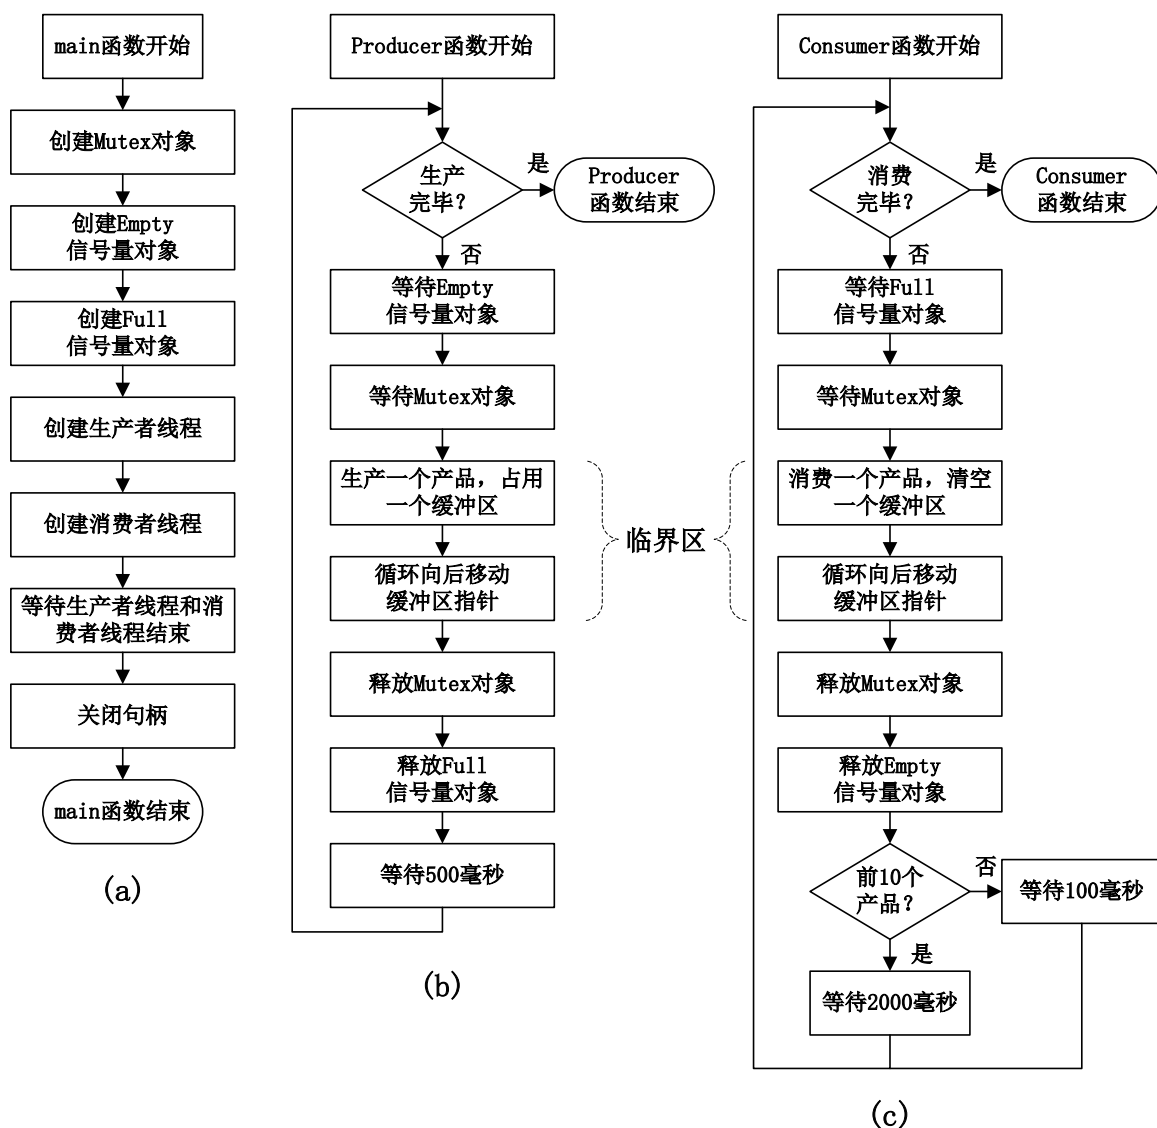 main函数开始
创建Mutex对象
创建Empty
信号量对象
创建Full
信号量对象
创建生产者线程
创建消费者线程
等待生产者线程和消
费者线程结束
关闭句柄
main函数结束
(a)
Producer函数开始
生产
完毕？
是
Producer
函数结束
否
等待Empty
信号量对象
等待Mutex对象
生产一个产品，占用
一个缓冲区
循环向后移动
缓冲区指针
释放Mutex对象
释放Full
信号量对象
等待500毫秒
(b)
临界区
Consumer函数开始
消费
完毕？
是
Consumer
函数结束
否
等待Full
信号量对象
等待Mutex对象
消费一个产品，清空
一个缓冲区
循环向后移动
缓冲区指针
释放Mutex对象
释放Empty
信号量对象
前10个
产品？
否
等待100毫秒
是
等待2000毫秒
(c)